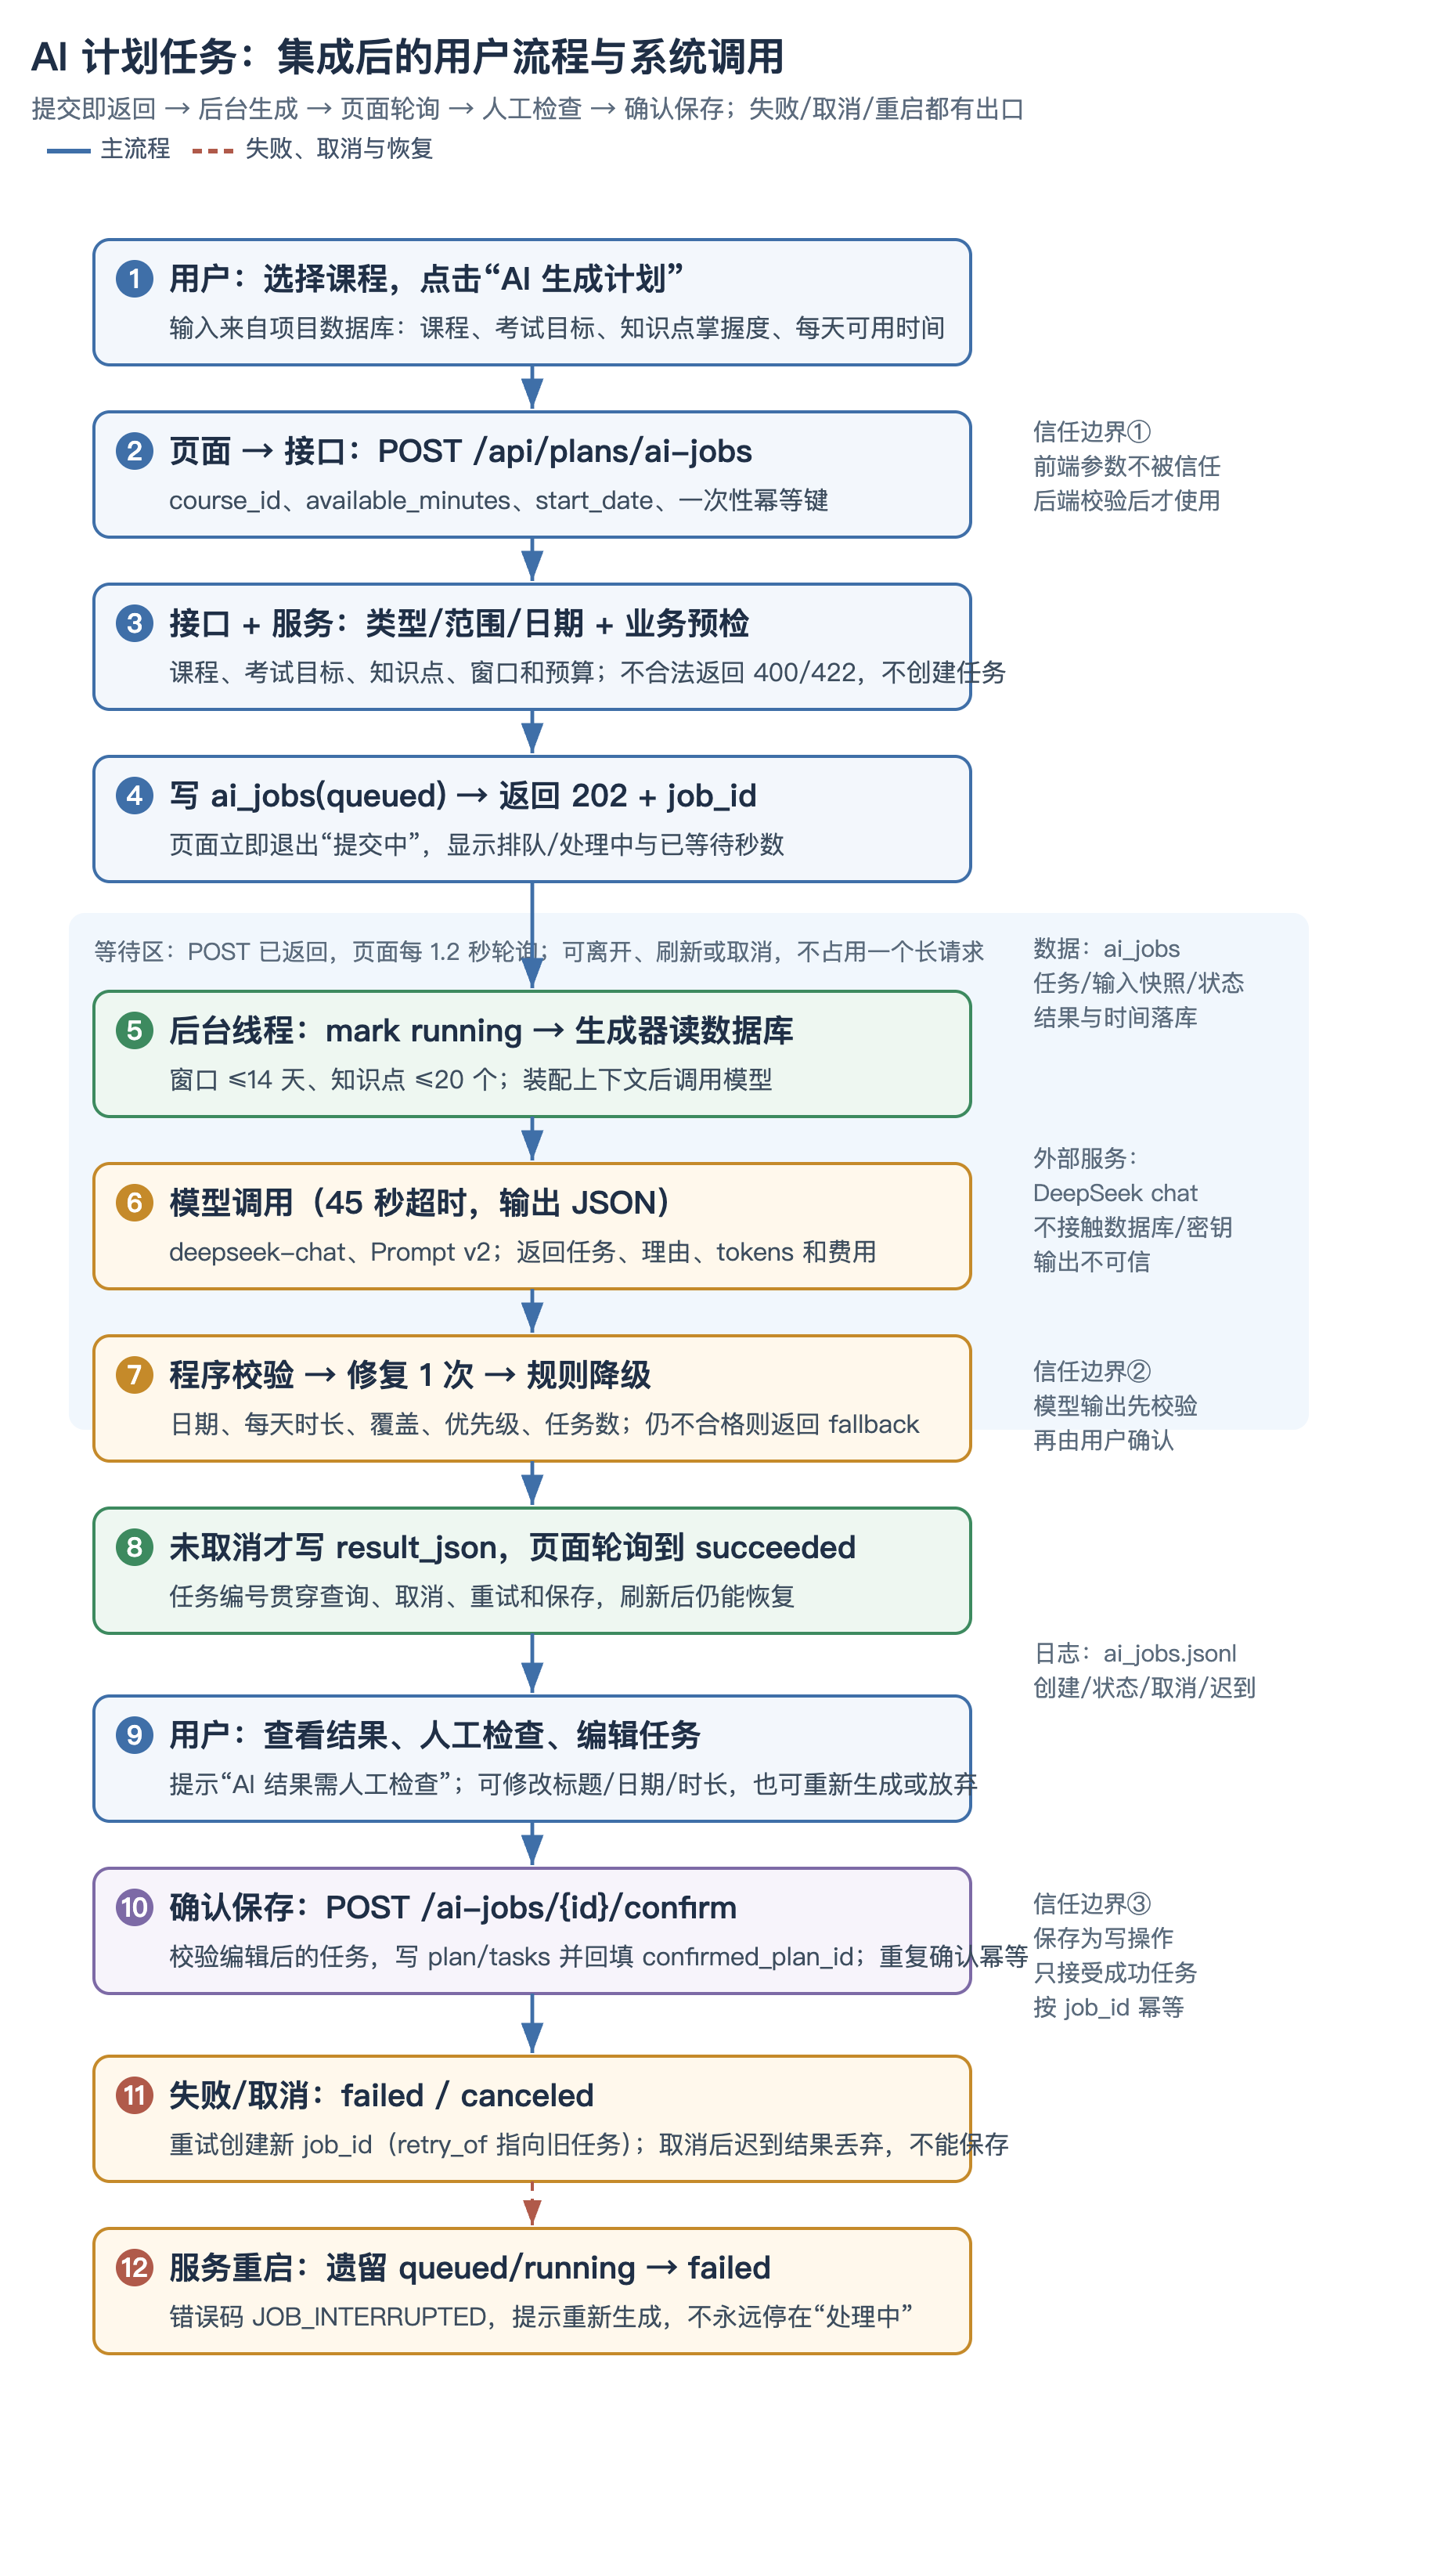 AI 计划任务：集成后的用户流程与系统调用
提交即返回 → 后台生成 → 页面轮询 → 人工检查 → 确认保存；失败/取消/重启都有出口
主流程 失败、取消与恢复
1 用户：选择课程，点击“AI 生成计划”
输入来自项目数据库：课程、考试目标、知识点掌握度、每天可用时间
2 页面 → 接口：POST /api/plans/ai-jobs
course_id、available_minutes、start_date、一次性幂等键
信任边界①
前端参数不被信任
后端校验后才使用
3 接口 + 服务：类型/范围/日期 + 业务预检
课程、考试目标、知识点、窗口和预算；不合法返回 400/422，不创建任务
4 写 ai_jobs(queued) → 返回 202 + job_id
页面立即退出“提交中”，显示排队/处理中与已等待秒数
等待区：POST 已返回，页面每 1.2 秒轮询；可离开、刷新或取消，不占用一个长请求
数据：ai_jobs
任务/输入快照/状态
结果与时间落库
5 后台线程：mark running → 生成器读数据库
窗口 ≤14 天、知识点 ≤20 个；装配上下文后调用模型
外部服务：
DeepSeek chat
不接触数据库/密钥
输出不可信
6 模型调用（45 秒超时，输出 JSON）
deepseek-chat、Prompt v2；返回任务、理由、tokens 和费用
7 程序校验 → 修复 1 次 → 规则降级
日期、每天时长、覆盖、优先级、任务数；仍不合格则返回 fallback
信任边界②
模型输出先校验
再由用户确认
8 未取消才写 result_json，页面轮询到 succeeded
任务编号贯穿查询、取消、重试和保存，刷新后仍能恢复
日志：ai_jobs.jsonl
创建/状态/取消/迟到
9 用户：查看结果、人工检查、编辑任务
提示“AI 结果需人工检查”；可修改标题/日期/时长，也可重新生成或放弃
10 确认保存：POST /ai-jobs/{id}/confirm
校验编辑后的任务，写 plan/tasks 并回填 confirmed_plan_id；重复确认幂等
信任边界③
保存为写操作
只接受成功任务
按 job_id 幂等
11 失败/取消：failed / canceled
重试创建新 job_id（retry_of 指向旧任务）；取消后迟到结果丢弃，不能保存
12 服务重启：遗留 queued/running → failed
错误码 JOB_INTERRUPTED，提示重新生成，不永远停在“处理中”